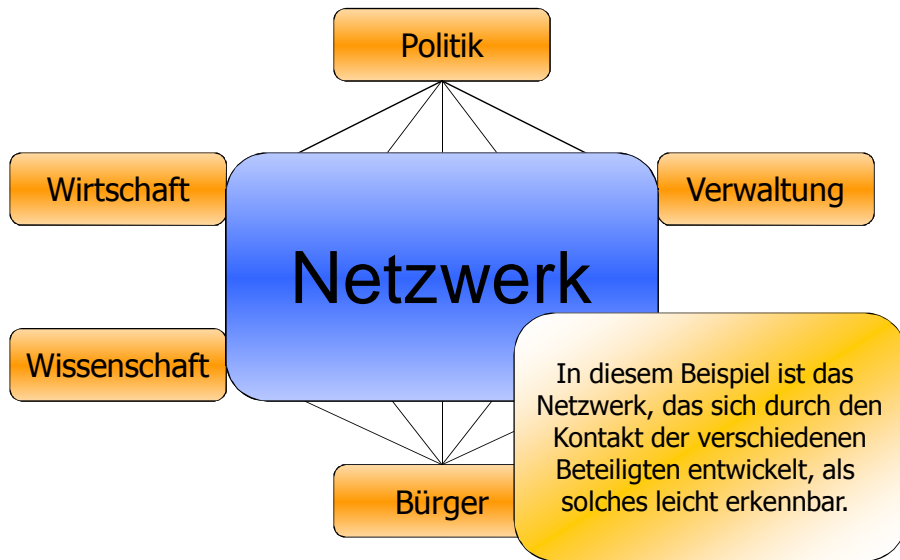 Politik
Wirtschaft
Verwaltung
Netzwerk
Wissenschaft
In diesem Beispiel ist das
Netzwerk, das sich durch den
Kontakt der verschiedenen
Beteiligten entwickelt, als
solches leicht erkennbar.
Bürger